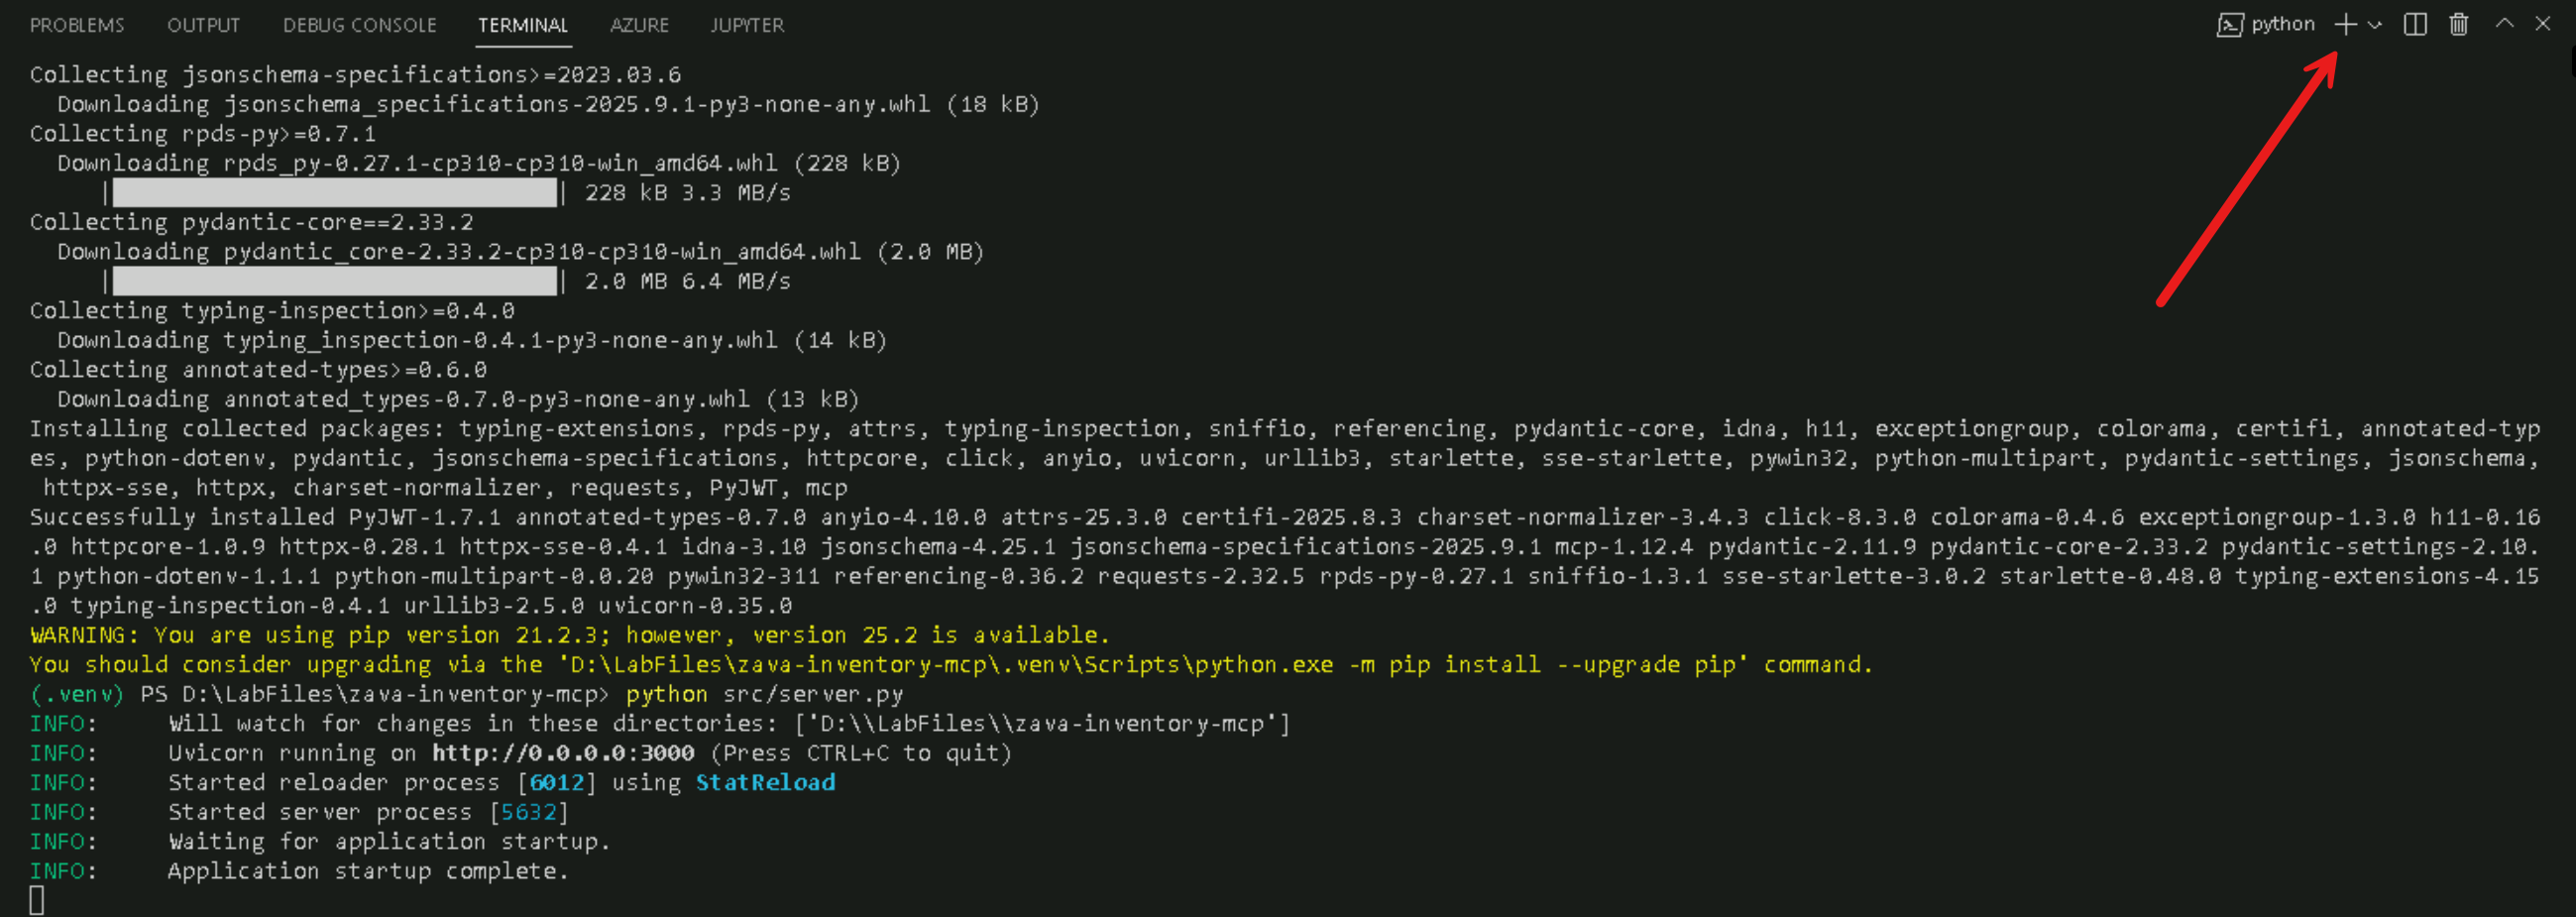 PROBLEMS OUTPUT DEBUG CONSOLE TERMINAL AZURE JUPYTER python
Collecting jsonschema-specifications>=2023.03.6
  Downloading jsonschema_specifications-2025.9.1-py3-none-any.whl (18 kB)
Collecting rpds-py>=0.7.1
  Downloading rpds_py-0.27.1-cp310-cp310-win_amd64.whl (228 kB)
     | | 228 kB 3.3 MB/s
Collecting pydantic-core==2.33.2
  Downloading pydantic_core-2.33.2-cp310-cp310-win_amd64.whl (2.0 MB)
     | | 2.0 MB 6.4 MB/s
Collecting typing-inspection>=0.4.0
  Downloading typing_inspection-0.4.1-py3-none-any.whl (14 kB)
Collecting annotated-types>=0.6.0
  Downloading annotated_types-0.7.0-py3-none-any.whl (13 kB)
Installing collected packages: typing-extensions, rpds-py, attrs, typing-inspection, sniffio, referencing, pydantic-core, idna, h11, exceptiongroup, colorama, certifi, annotated-typ
es, python-dotenv, pydantic, jsonschema-specifications, httpcore, click, anyio, uvicorn, urllib3, starlette, sse-starlette, pywin32, python-multipart, pydantic-settings, jsonschema,
 httpx-sse, httpx, charset-normalizer, requests, PyJWT, mcp
Successfully installed PyJWT-1.7.1 annotated-types-0.7.0 anyio-4.10.0 attrs-25.3.0 certifi-2025.8.3 charset-normalizer-3.4.3 click-8.3.0 colorama-0.4.6 exceptiongroup-1.3.0 h11-0.16
.0 httpcore-1.0.9 httpx-0.28.1 httpx-sse-0.4.1 idna-3.10 jsonschema-4.25.1 jsonschema-specifications-2025.9.1 mcp-1.12.4 pydantic-2.11.9 pydantic-core-2.33.2 pydantic-settings-2.10.
1 python-dotenv-1.1.1 python-multipart-0.0.20 pywin32-311 referencing-0.36.2 requests-2.32.5 rpds-py-0.27.1 sniffio-1.3.1 sse-starlette-3.0.2 starlette-0.48.0 typing-extensions-4.15
.0 typing-inspection-0.4.1 urllib3-2.5.0 uvicorn-0.35.0
WARNING: You are using pip version 21.2.3; however, version 25.2 is available.
You should consider upgrading via the 'D:\LabFiles\zava-inventory-mcp\.venv\Scripts\python.exe -m pip install --upgrade pip' command.
(.venv) PS D:\LabFiles\zava-inventory-mcp> python src/server.py
INFO:     Will watch for changes in these directories: ['D:\\LabFiles\\zava-inventory-mcp']
INFO:     Uvicorn running on http://0.0.0.0:3000 (Press CTRL+C to quit)
INFO:     Started reloader process [6012] using StatReload
INFO:     Started server process [5632]
INFO:     Waiting for application startup.
INFO:     Application startup complete.